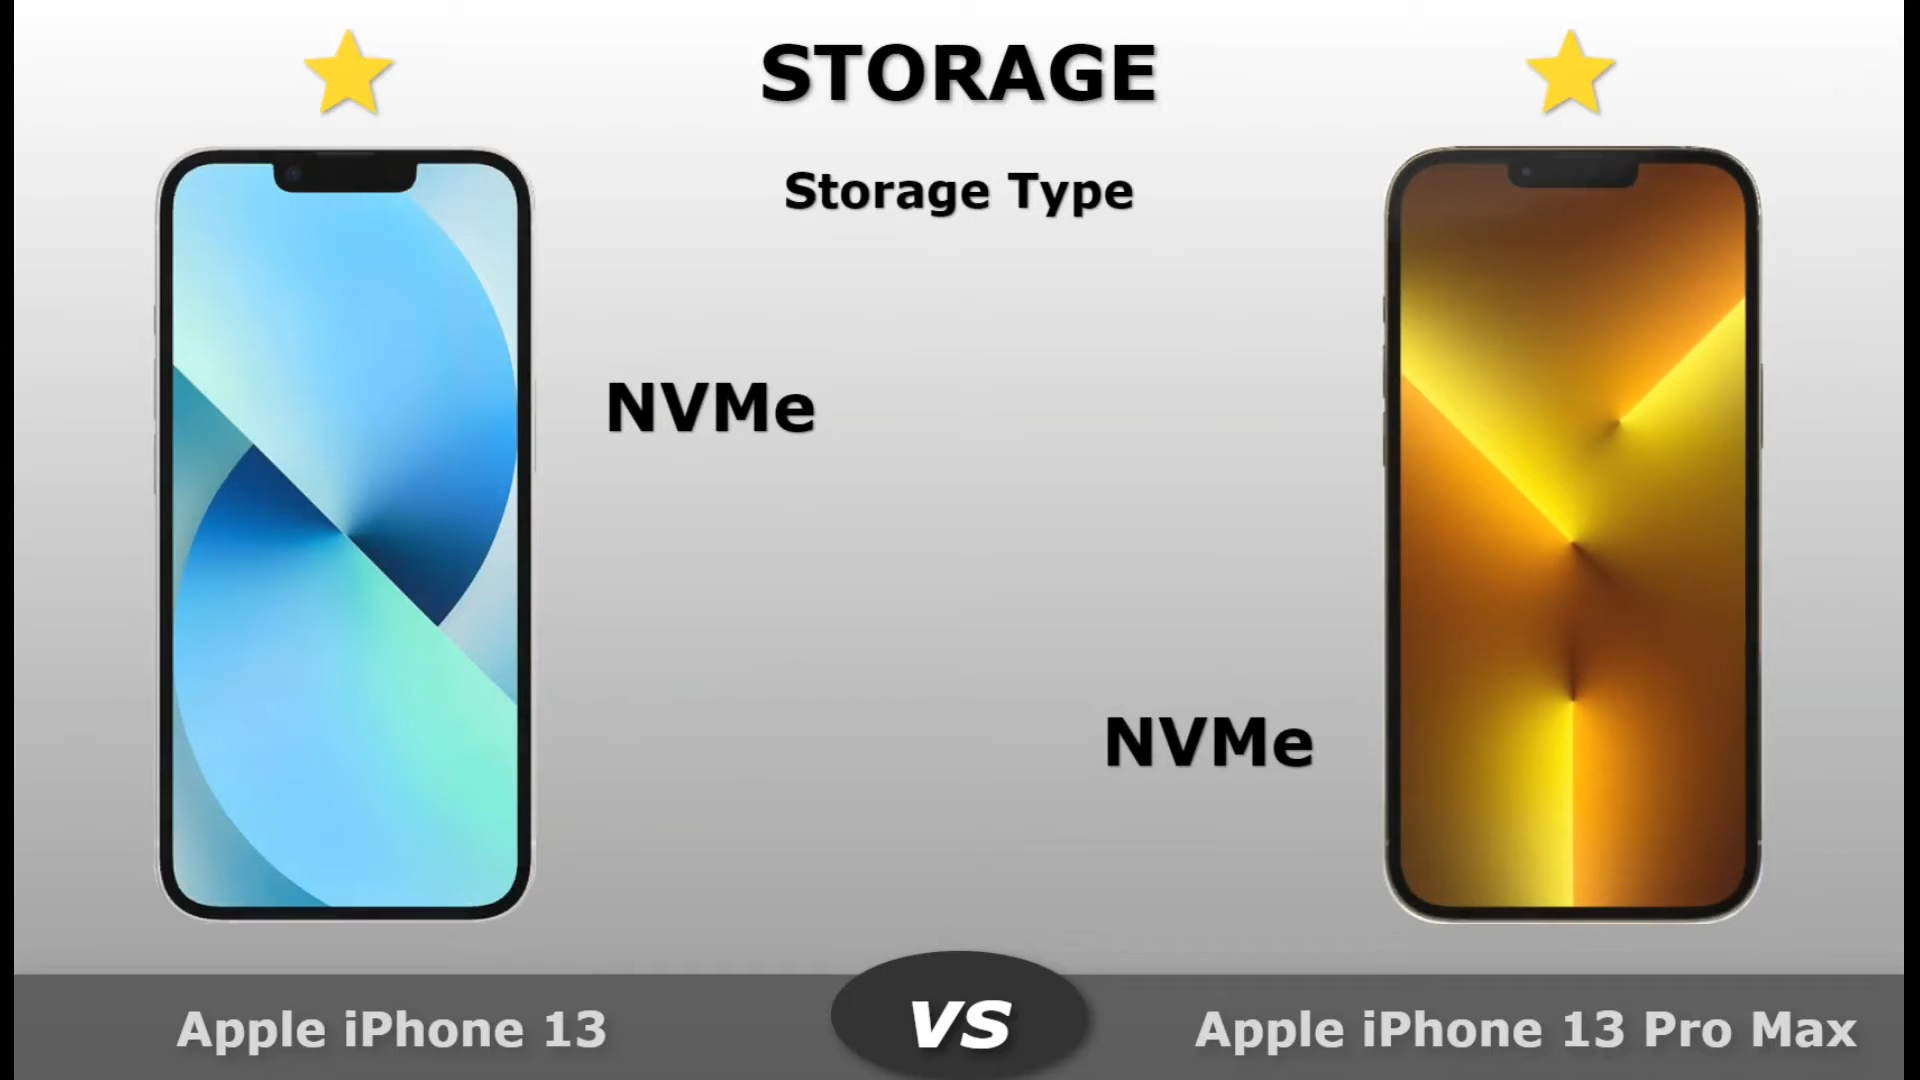 STORAGE
Storage Type
NVMe
NVMe
Apple iPhone 13
vs
Apple iPhone 13 Pro Max